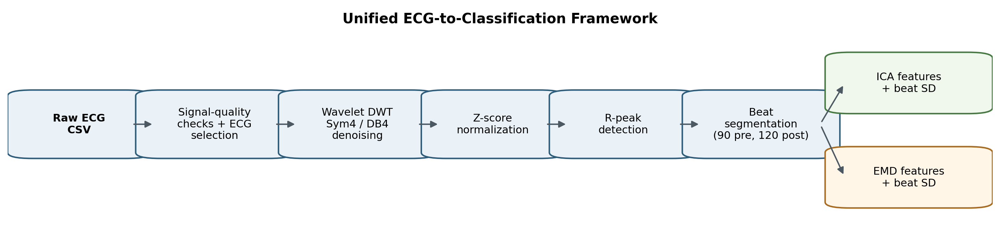 Unified ECG-to-Classification Framework
Raw ECG
CSV
Signal-quality
checks + ECG
selection
Wavelet DWT
Sym4 / DB4
denoising
Z-score
normalization
R-peak
detection
Beat
segmentation
(90 pre, 120 post)
ICA features
+ beat SD
EMD features
+ beat SD